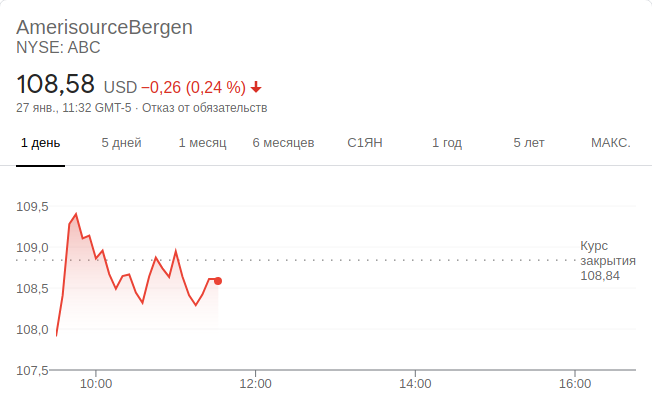 AmerisourceBergen
NYSE: ABC
108,58 USD −0,26 (0,24 %)
27 янв., 11:32 GMT-5 · Отказ от обязательств
1 день 5 дней 1 месяц 6 месяцев С1ЯН 1 год 5 лет МАКС.
109,5
109,0
108,5
108,0
107,5
Курс
закрытия
108,84
10:00 12:00 14:00 16:00